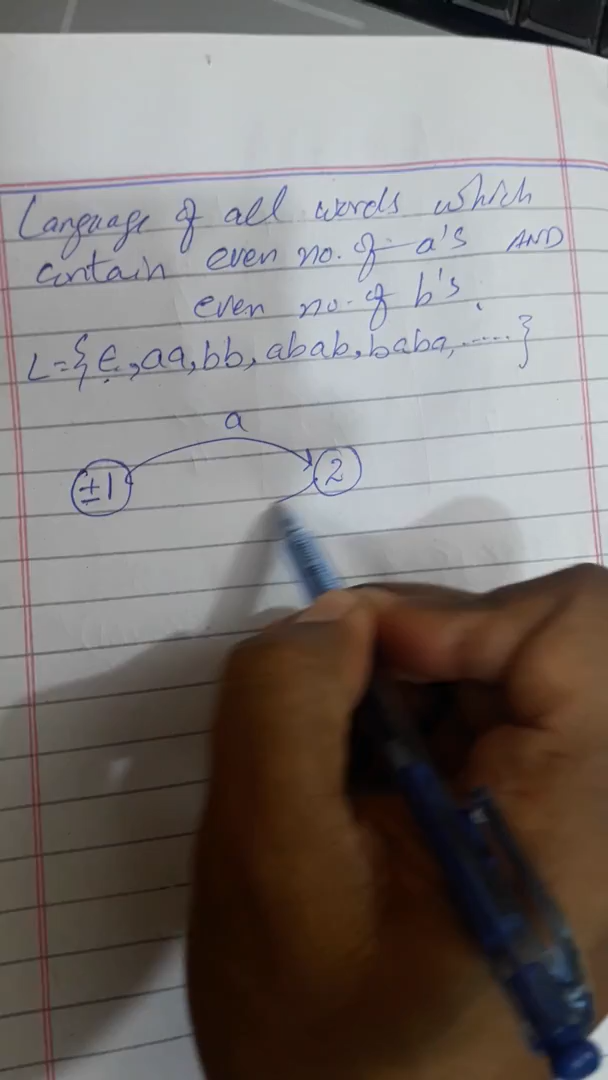 Language of all words which
contain even no. of a's AND
even no. of b's.
L={ε,aa,bb,abab,baba,.....}
a
±1 2